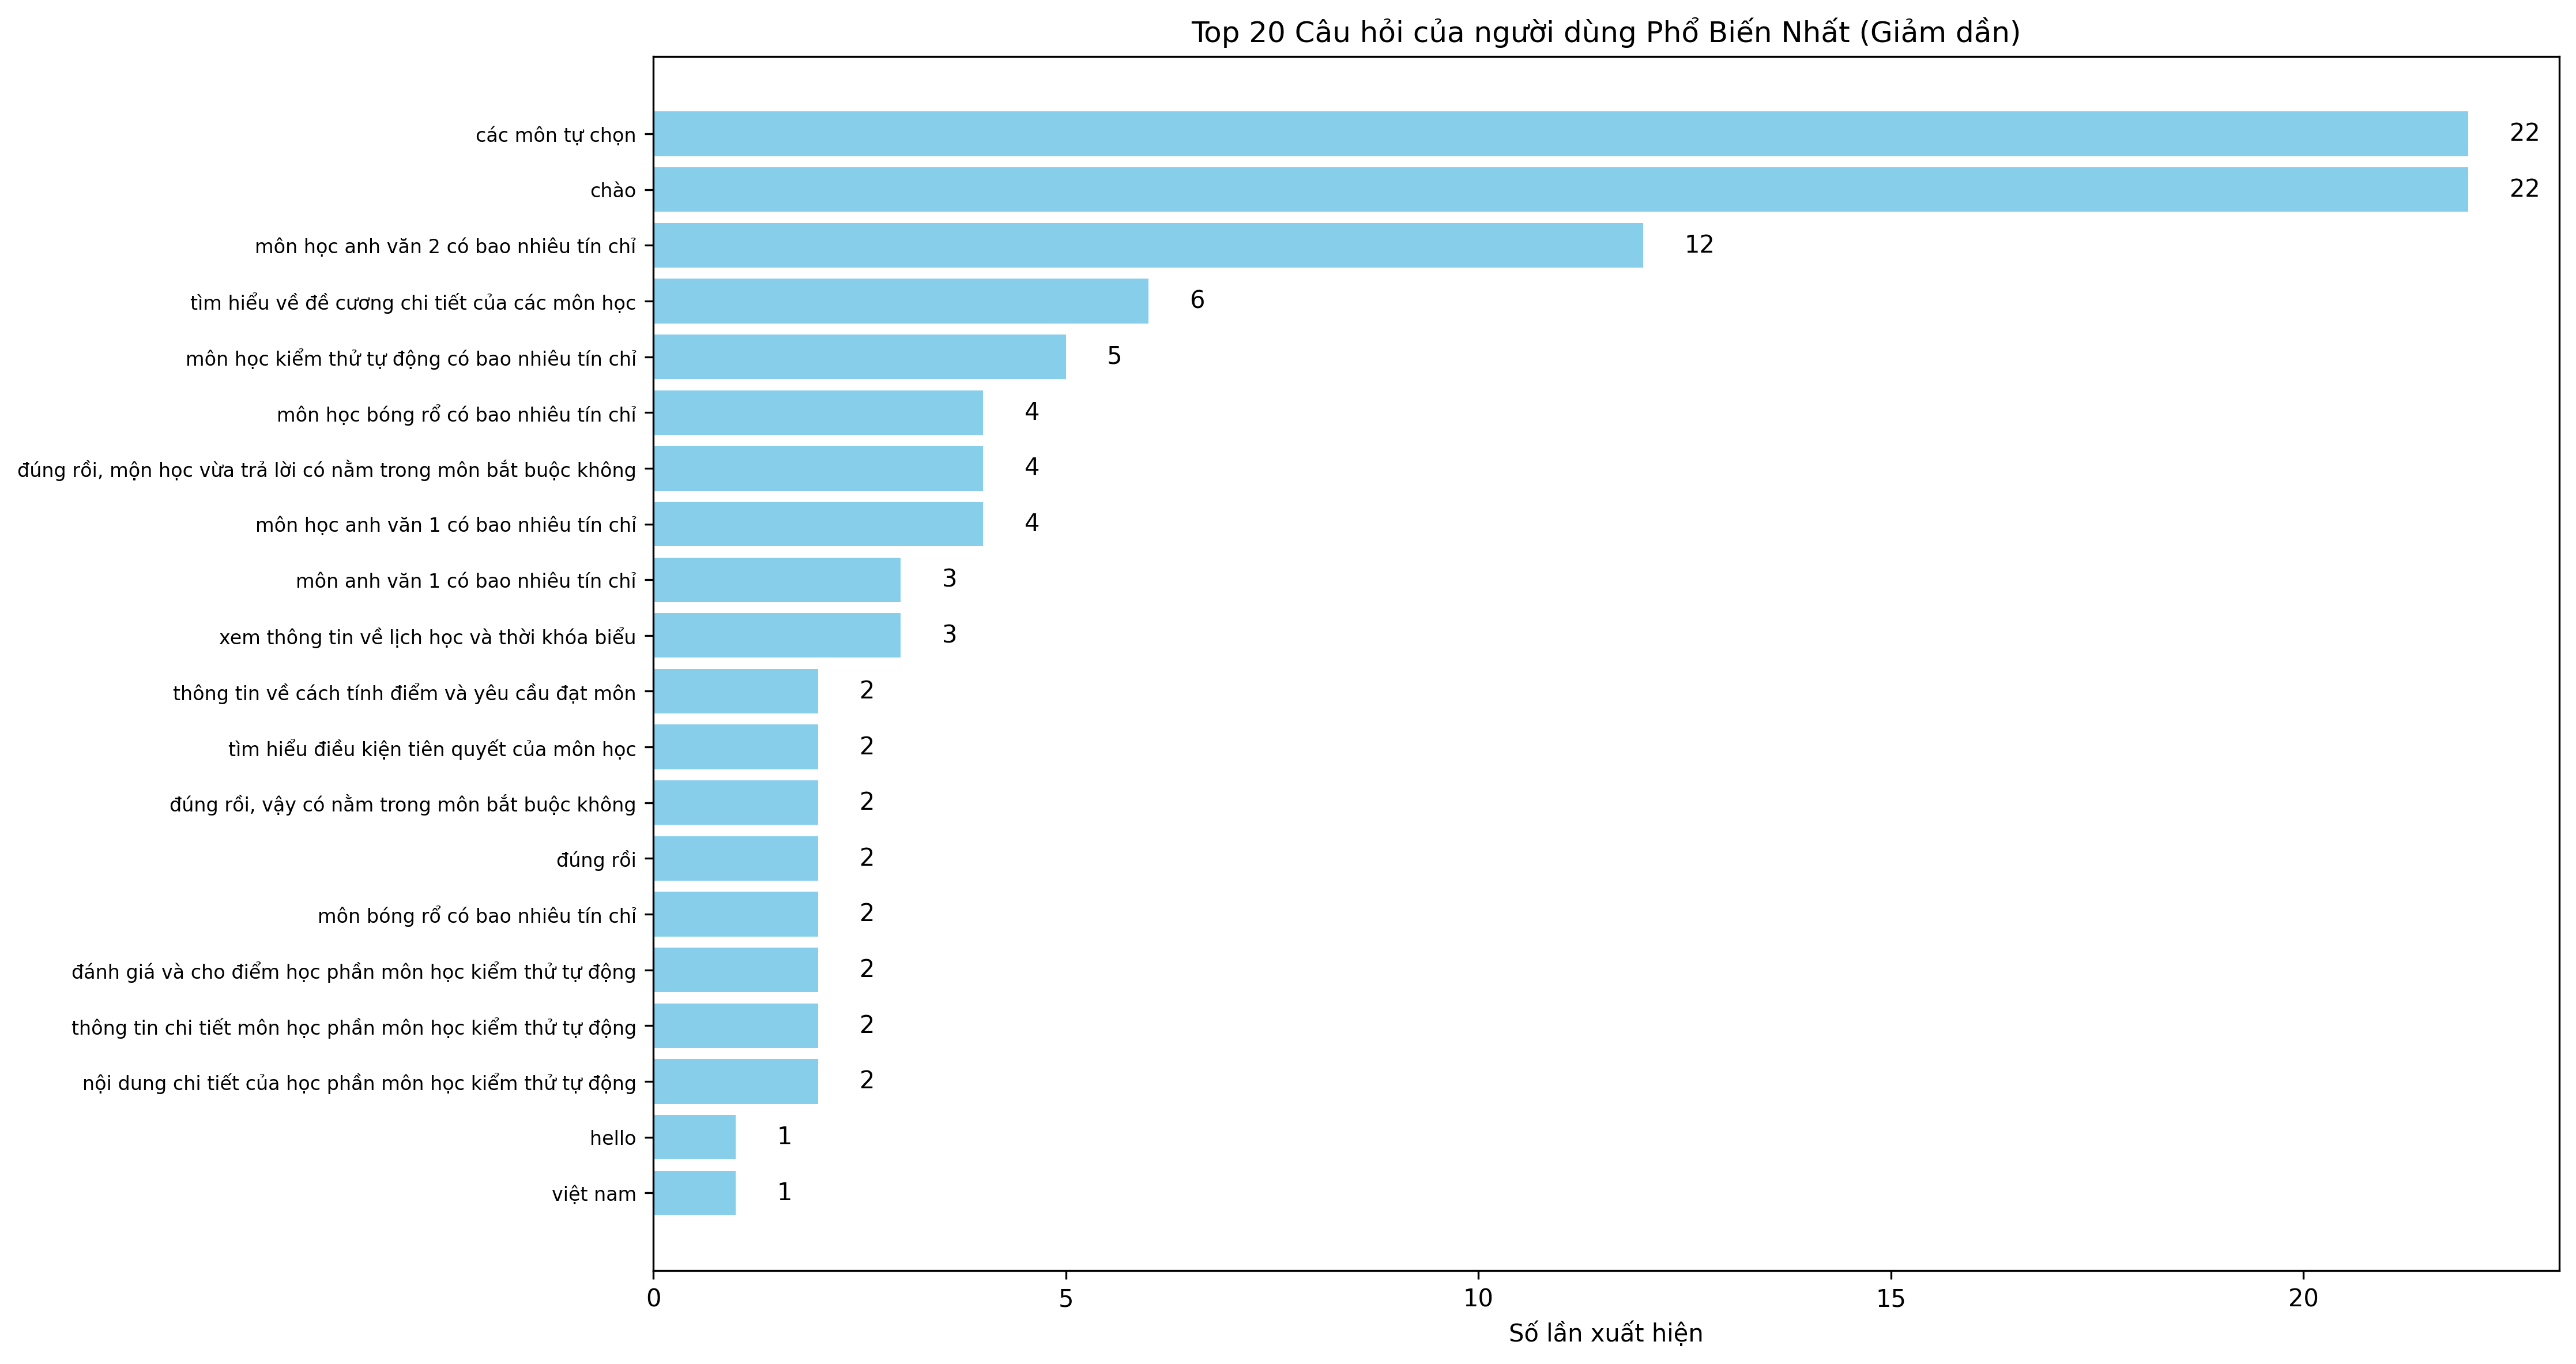 Top 20 Câu hỏi của người dùng Phổ Biến Nhất (Giảm dần)
các môn tự chọn 22
chào 22
môn học anh văn 2 có bao nhiêu tín chỉ 12
tìm hiểu về đề cương chi tiết của các môn học 6
môn học kiểm thử tự động có bao nhiêu tín chỉ 5
môn học bóng rổ có bao nhiêu tín chỉ 4
đúng rồi, mộn học vừa trả lời có nằm trong môn bắt buộc không 4
môn học anh văn 1 có bao nhiêu tín chỉ 4
môn anh văn 1 có bao nhiêu tín chỉ 3
xem thông tin về lịch học và thời khóa biểu 3
thông tin về cách tính điểm và yêu cầu đạt môn 2
tìm hiểu điều kiện tiên quyết của môn học 2
đúng rồi, vậy có nằm trong môn bắt buộc không 2
đúng rồi 2
môn bóng rổ có bao nhiêu tín chỉ 2
đánh giá và cho điểm học phần môn học kiểm thử tự động 2
thông tin chi tiết môn học phần môn học kiểm thử tự động 2
nội dung chi tiết của học phần môn học kiểm thử tự động 2
hello 1
việt nam 1
0 5 10 15 20
Số lần xuất hiện